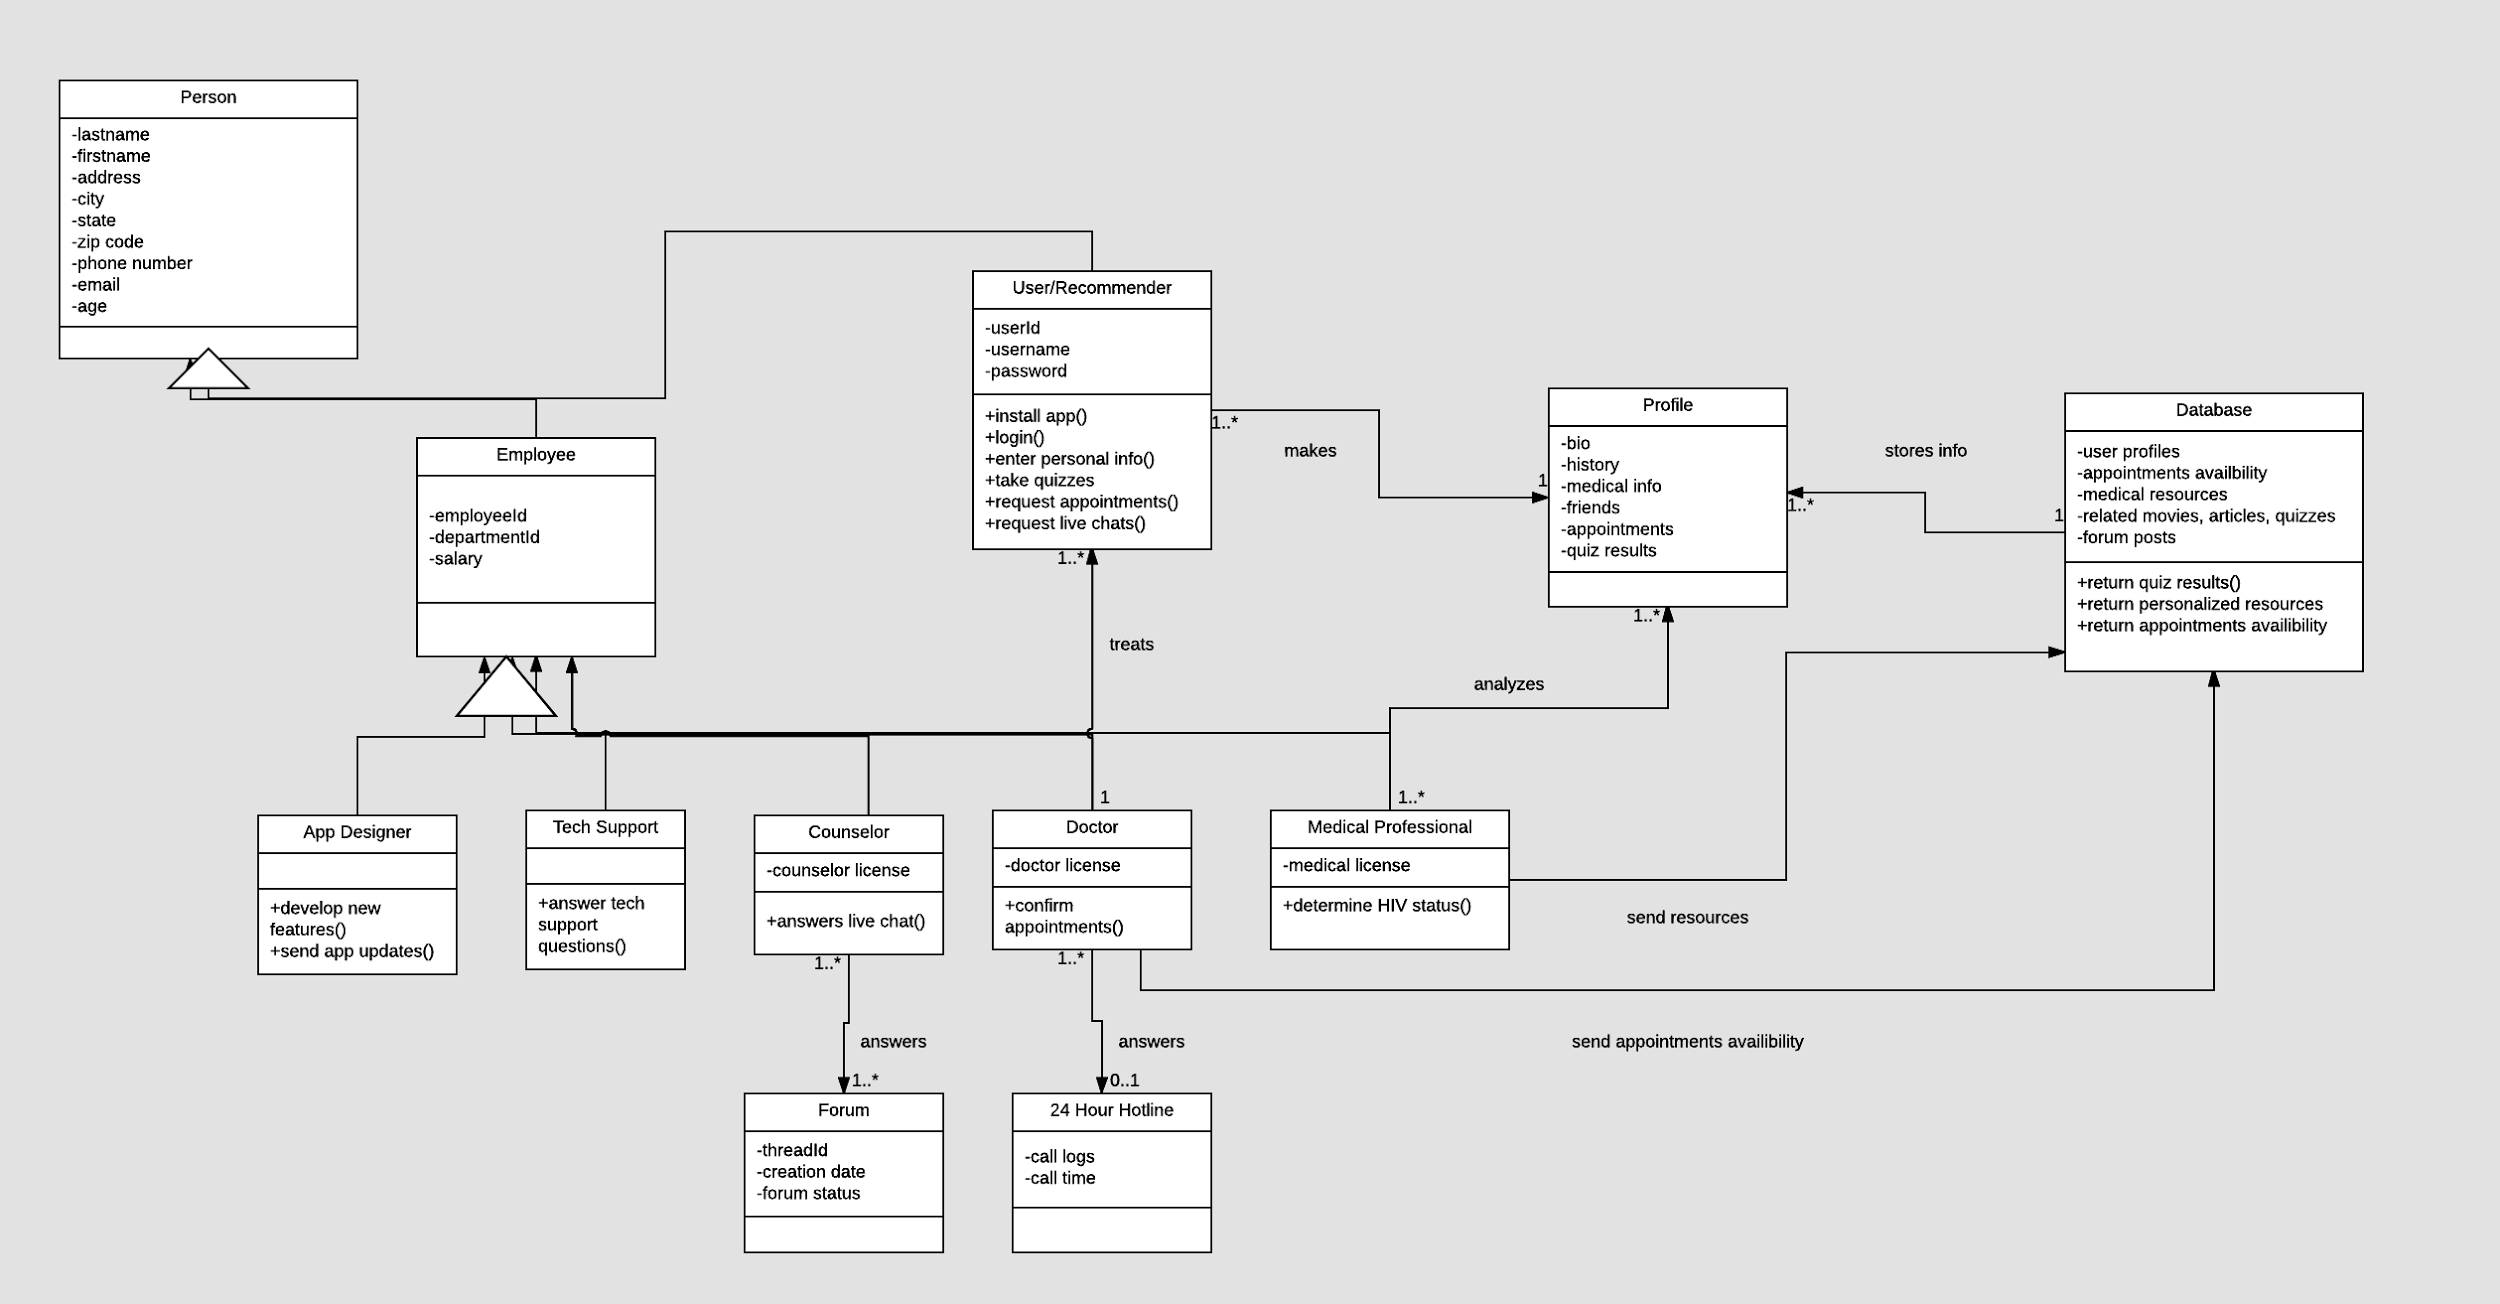 Person
-lastname
-firstname
-address
-city
-state
-zip code
-phone number
-email
-age
User/Recommender
-userId
-username
-password
+install app()
+login()
+enter personal info()
+take quizzes
+request appointments()
+request live chats()
1..*
makes
1
Profile
-bio
-history
-medical info
-friends
-appointments
-quiz results
1..*
stores info
1
Database
-user profiles
-appointments availbility
-medical resources
-related movies, articles, quizzes
-forum posts
+return quiz results()
+return personalized resources
+return appointments availibility
Employee
-employeeId
-departmentId
-salary
1..*
treats
1..*
analyzes
1
1..*
App Designer
+develop new
features()
+send app updates()
Tech Support
+answer tech
support
questions()
Counselor
-counselor license
+answers live chat()
Doctor
-doctor license
+confirm
appointments()
Medical Professional
-medical license
+determine HIV status()
send resources
1..*
1..*
answers
answers
send appointments availibility
1..*
0..1
Forum
-threadId
-creation date
-forum status
24 Hour Hotline
-call logs
-call time